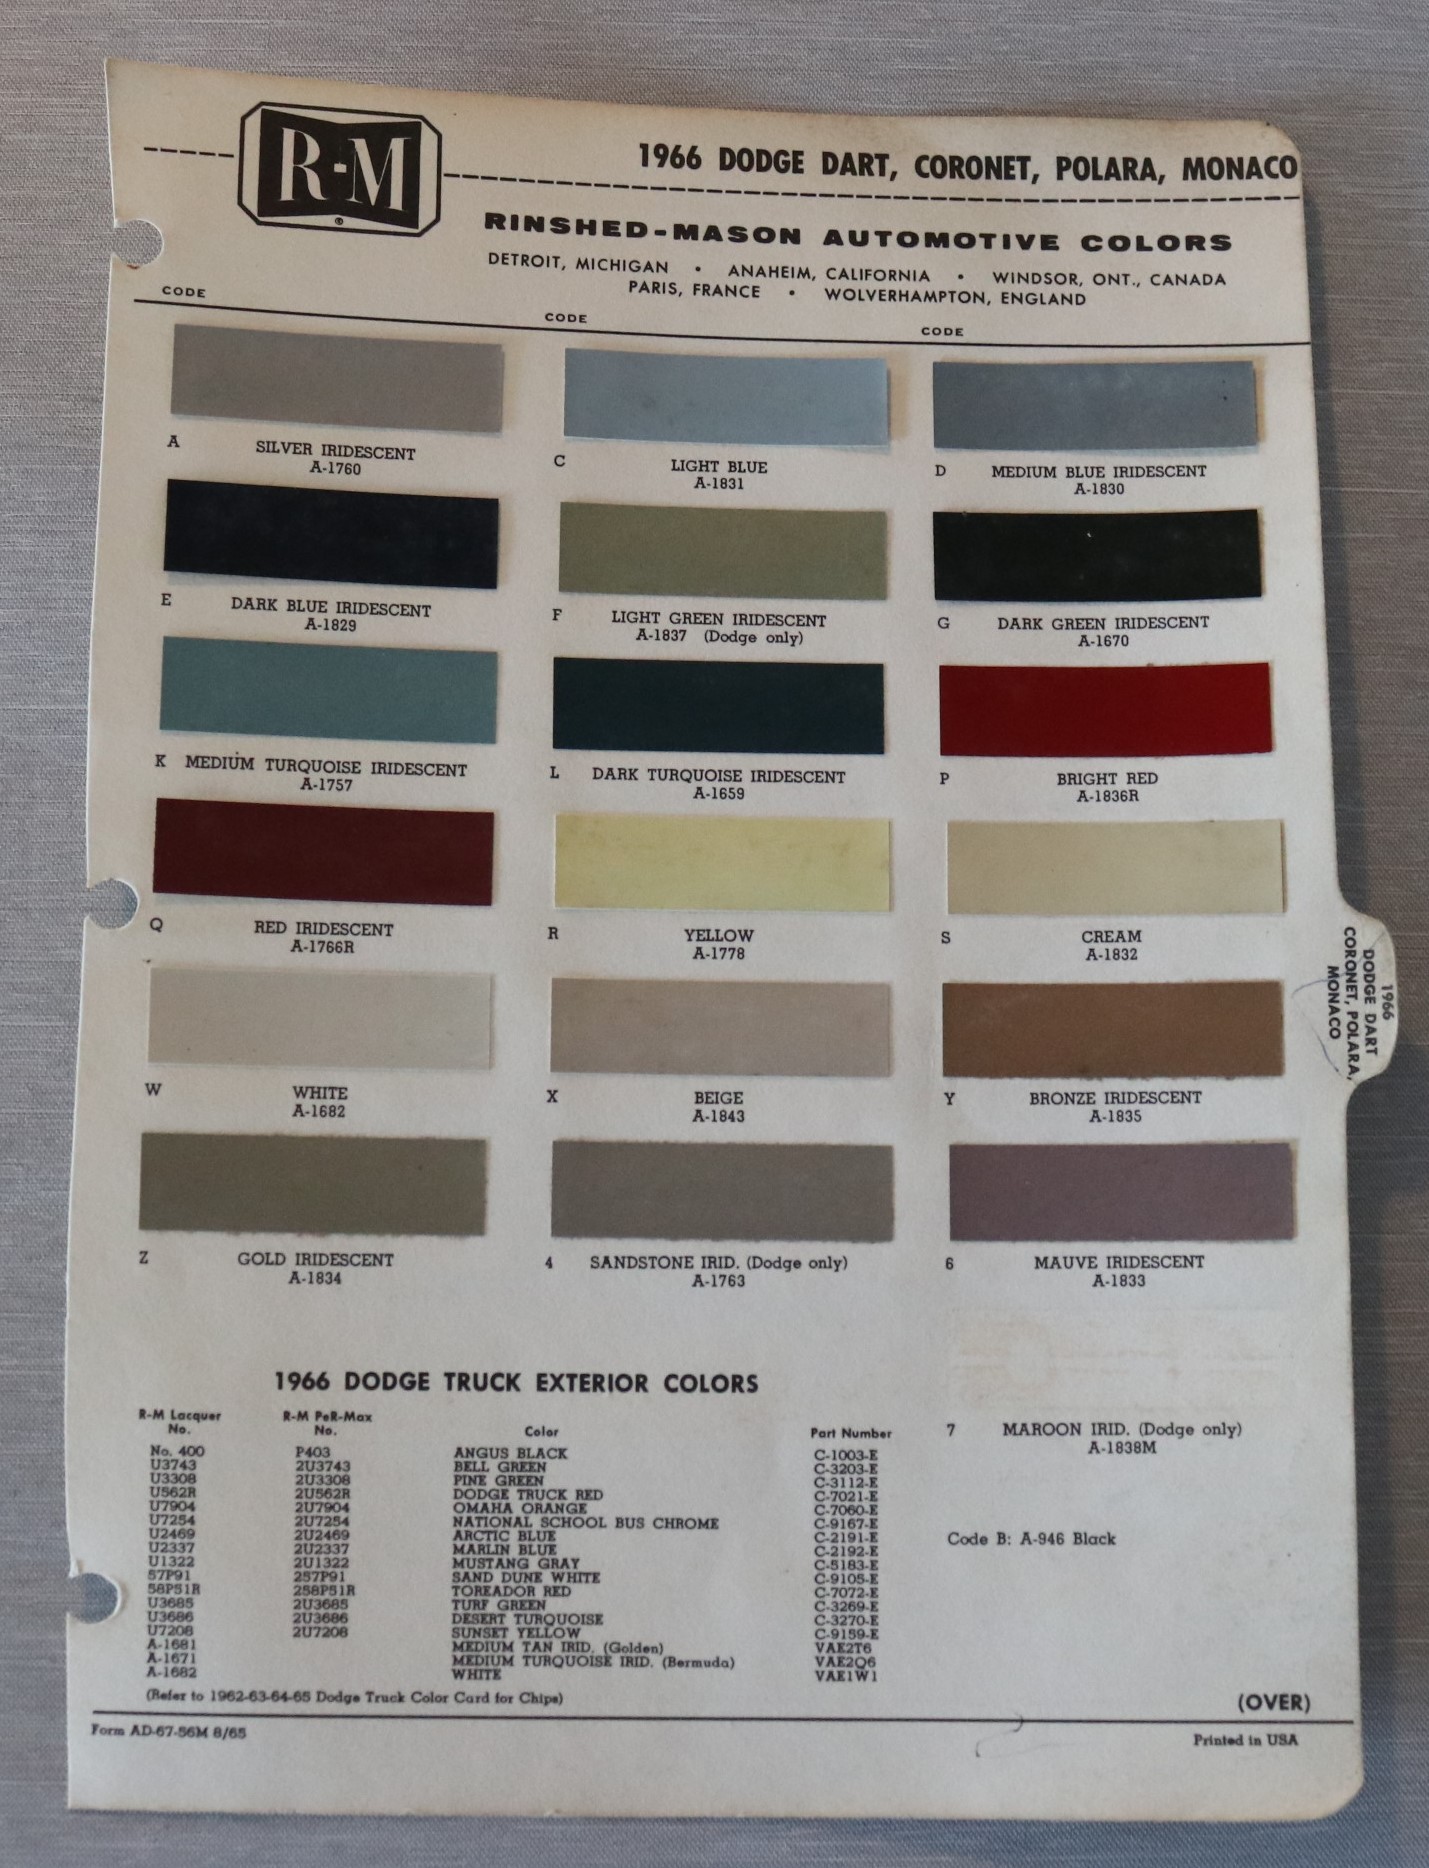 R-M
1966 DODGE DART, CORONET, POLARA, MONACO
RINSHED-MASON AUTOMOTIVE COLORS
DETROIT, MICHIGAN • ANAHEIM, CALIFORNIA • WINDSOR, ONT., CANADA
PARIS, FRANCE • WOLVERHAMPTON, ENGLAND
CODE CODE CODE
A SILVER IRIDESCENT
A-1760
C LIGHT BLUE
A-1831
D MEDIUM BLUE IRIDESCENT
A-1830
E DARK BLUE IRIDESCENT
A-1829
F LIGHT GREEN IRIDESCENT
A-1837 (Dodge only)
G DARK GREEN IRIDESCENT
A-1670
K MEDIUM TURQUOISE IRIDESCENT
A-1757
L DARK TURQUOISE IRIDESCENT
A-1659
P BRIGHT RED
A-1836R
Q RED IRIDESCENT
A-1766R
R YELLOW
A-1778
S CREAM
A-1832
W WHITE
A-1682
X BEIGE
A-1843
Y BRONZE IRIDESCENT
A-1835
Z GOLD IRIDESCENT
A-1834
4 SANDSTONE IRID. (Dodge only)
A-1763
6 MAUVE IRIDESCENT
A-1833
1966
DODGE DART
CORONET, POLARA,
MONACO
1966 DODGE TRUCK EXTERIOR COLORS
R-M Lacquer No. R-M PeR-Max No. Color Part Number
No. 400 P403 ANGUS BLACK C-1003-E
U3743 2U3743 BELL GREEN C-3203-E
U3308 2U3308 PINE GREEN C-3112-E
U562R 2U562R DODGE TRUCK RED C-7021-E
U7904 2U7904 OMAHA ORANGE C-7060-E
U7254 2U7254 NATIONAL SCHOOL BUS CHROME C-9167-E
U2469 2U2469 ARCTIC BLUE C-2191-E
U2337 2U2337 MARLIN BLUE C-2192-E
U1322 2U1322 MUSTANG GRAY C-5183-E
57P91 257P91 SAND DUNE WHITE C-9105-E
58P51R 258P51R TOREADOR RED C-7072-E
U3685 2U3685 TURF GREEN C-3269-E
U3686 2U3686 DESERT TURQUOISE C-3270-E
U7208 2U7208 SUNSET YELLOW C-9159-E
A-1681 MEDIUM TAN IRID. (Golden) VAE2T6
A-1671 MEDIUM TURQUOISE IRID. (Bermuda) VAE2Q6
A-1682 WHITE VAE1W1
(Refer to 1962-63-64-65 Dodge Truck Color Card for Chips)
7 MAROON IRID. (Dodge only)
A-1838M
Code B: A-946 Black
(OVER)
Form AD-67-56M 8/65
Printed in USA